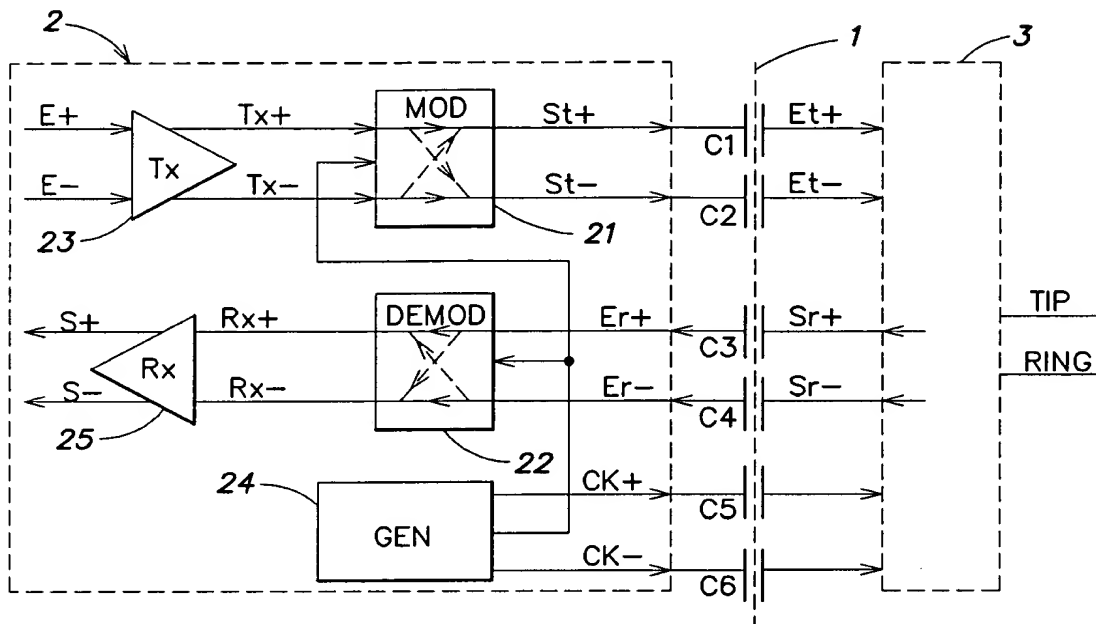 2
1
3
E+
Tx+
MOD
St+
Et+
Tx
C1
E−
Tx−
St−
Et−
C2
23
21
S+
Rx+
DEMOD
Er+
Sr+
TIP
Rx
C3
RING
S−
Rx−
Er−
Sr−
C4
25
22
24
CK+
C5
GEN
CK−
C6